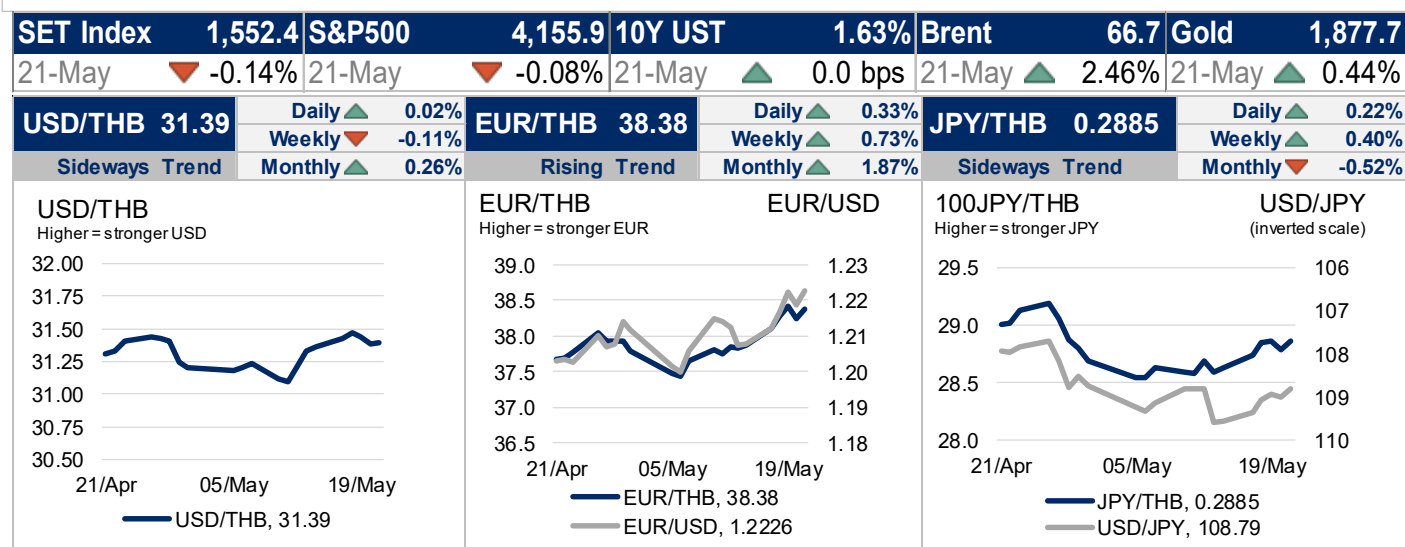 SET Index 1,552.4 S&P500 4,155.9 10Y UST 1.63% Brent 66.7 Gold 1,877.7
21-May -0.14% 21-May -0.08% 21-May 0.0 bps 21-May 2.46% 21-May 0.44%
USD/THB 31.39
Daily 0.02%
Weekly -0.11%
Sideways Trend
Monthly 0.26%
EUR/THB 38.38
Daily 0.33%
Weekly 0.73%
Rising Trend
Monthly 1.87%
JPY/THB 0.2885
Daily 0.22%
Weekly 0.40%
Sideways Trend
Monthly -0.52%
USD/THB
Higher = stronger USD
32.00
31.75
31.50
31.25
31.00
30.75
30.50
21/Apr 05/May 19/May
USD/THB, 31.39
EUR/THB EUR/USD
Higher = stronger EUR
39.0 1.23
38.5 1.22
38.0 1.21
37.5 1.20
37.0 1.19
36.5 1.18
21/Apr 05/May 19/May
EUR/THB, 38.38
EUR/USD, 1.2226
100JPY/THB USD/JPY
Higher = stronger JPY (inverted scale)
29.5 106
107
29.0
108
28.5
109
28.0 110
21/Apr 05/May 19/May
JPY/THB, 0.2885
USD/JPY, 108.79